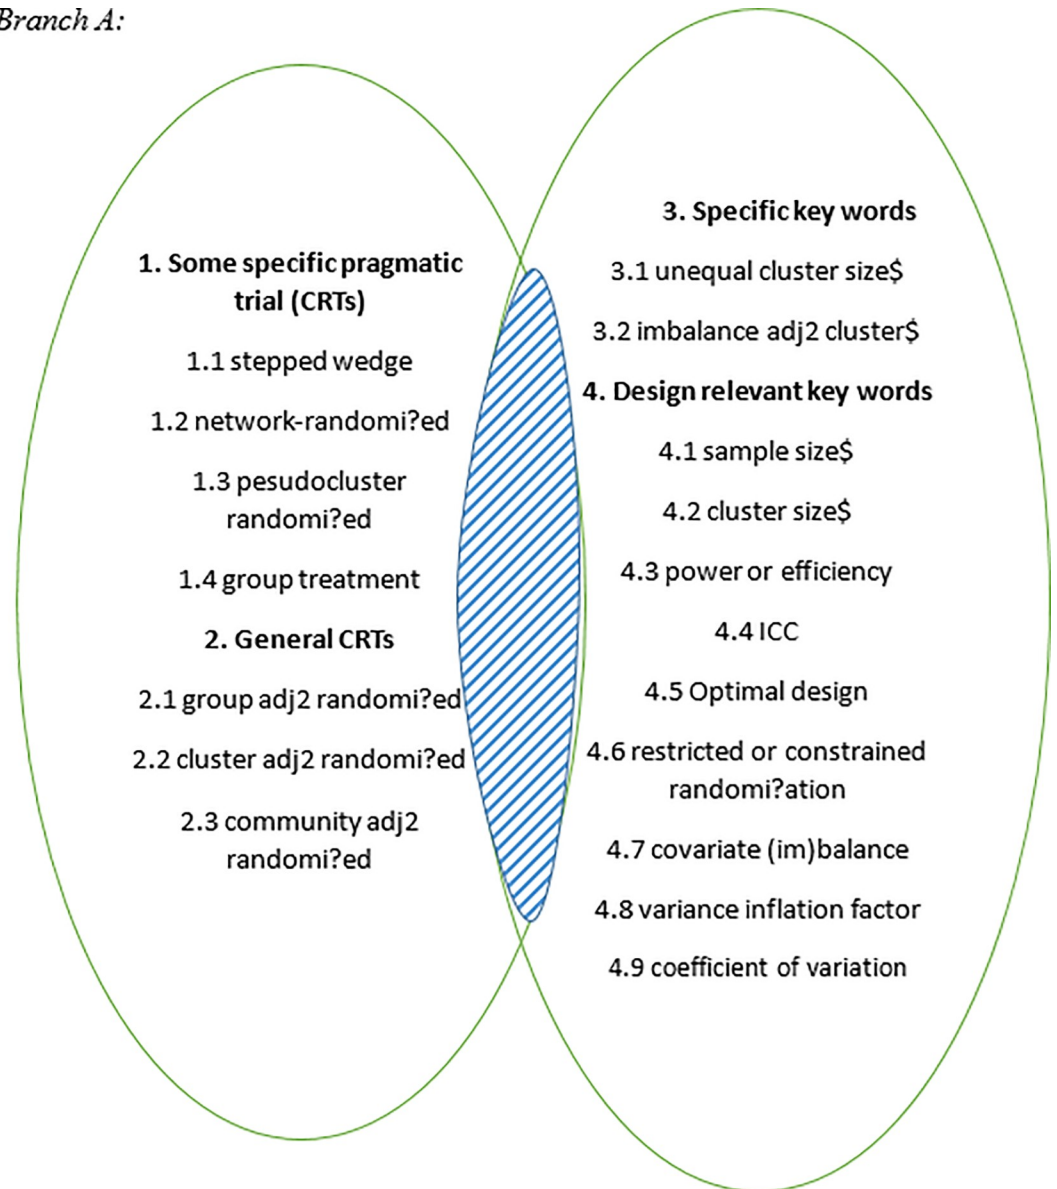 Branch A:
1. Some specific pragmatic
trial (CRTs)
1.1 stepped wedge
1.2 network-randomi?ed
1.3 pesudocluster
randomi?ed
1.4 group treatment
2. General CRTs
2.1 group adj2 randomi?ed
2.2 cluster adj2 randomi?ed
2.3 community adj2
randomi?ed
3. Specific key words
3.1 unequal cluster size$
3.2 imbalance adj2 cluster$
4. Design relevant key words
4.1 sample size$
4.2 cluster size$
4.3 power or efficiency
4.4 ICC
4.5 Optimal design
4.6 restricted or constrained
randomi?ation
4.7 covariate (im)balance
4.8 variance inflation factor
4.9 coefficient of variation